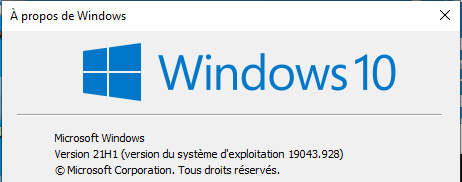 À propos de Windows
Windows 10
Microsoft Windows
Version 21H1 (version du système d'exploitation 19043.928)
© Microsoft Corporation. Tous droits réservés.